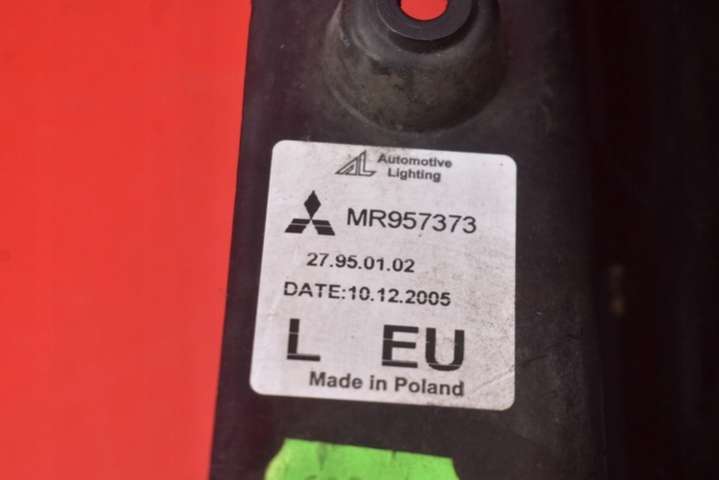 Automotive
Lighting
MR957373
27.95.01.02
DATE:10.12.2005
L EU
Made in Poland